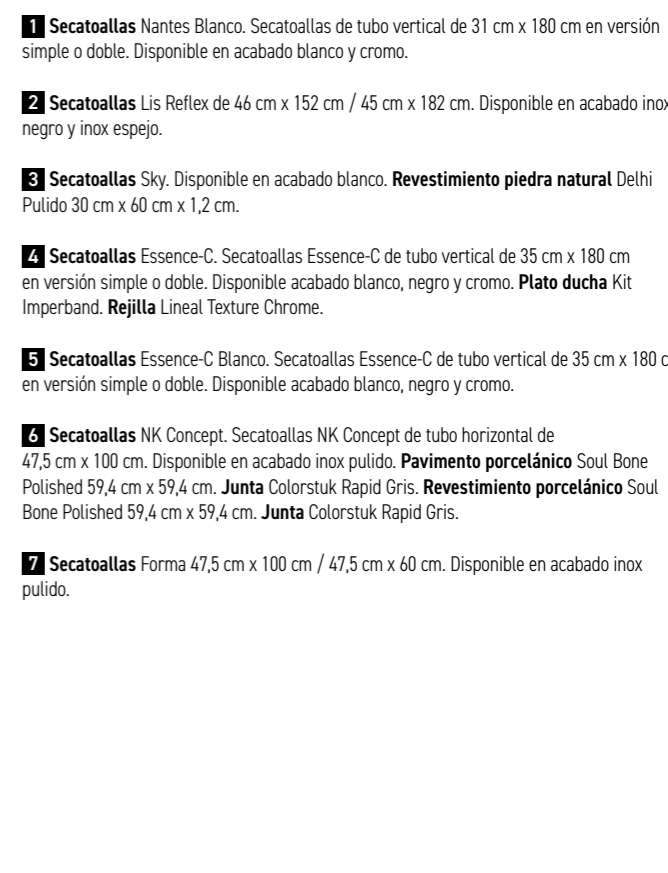 1 Secatoallas Nantes Blanco. Secatoallas de tubo vertical de 31 cm x 180 cm en versión
simple o doble. Disponible en acabado blanco y cromo.
2 Secatoallas Lis Reflex de 46 cm x 152 cm / 45 cm x 182 cm. Disponible en acabado inox
negro y inox espejo.
3 Secatoallas Sky. Disponible en acabado blanco. Revestimiento piedra natural Delhi
Pulido 30 cm x 60 cm x 1,2 cm.
4 Secatoallas Essence-C. Secatoallas Essence-C de tubo vertical de 35 cm x 180 cm
en versión simple o doble. Disponible acabado blanco, negro y cromo. Plato ducha Kit
Imperband. Rejilla Lineal Texture Chrome.
5 Secatoallas Essence-C Blanco. Secatoallas Essence-C de tubo vertical de 35 cm x 180 c
en versión simple o doble. Disponible acabado blanco, negro y cromo.
6 Secatoallas NK Concept. Secatoallas NK Concept de tubo horizontal de
47,5 cm x 100 cm. Disponible en acabado inox pulido. Pavimento porcelánico Soul Bone
Polished 59,4 cm x 59,4 cm. Junta Colorstuk Rapid Gris. Revestimiento porcelánico Soul
Bone Polished 59,4 cm x 59,4 cm. Junta Colorstuk Rapid Gris.
7 Secatoallas Forma 47,5 cm x 100 cm / 47,5 cm x 60 cm. Disponible en acabado inox
pulido.